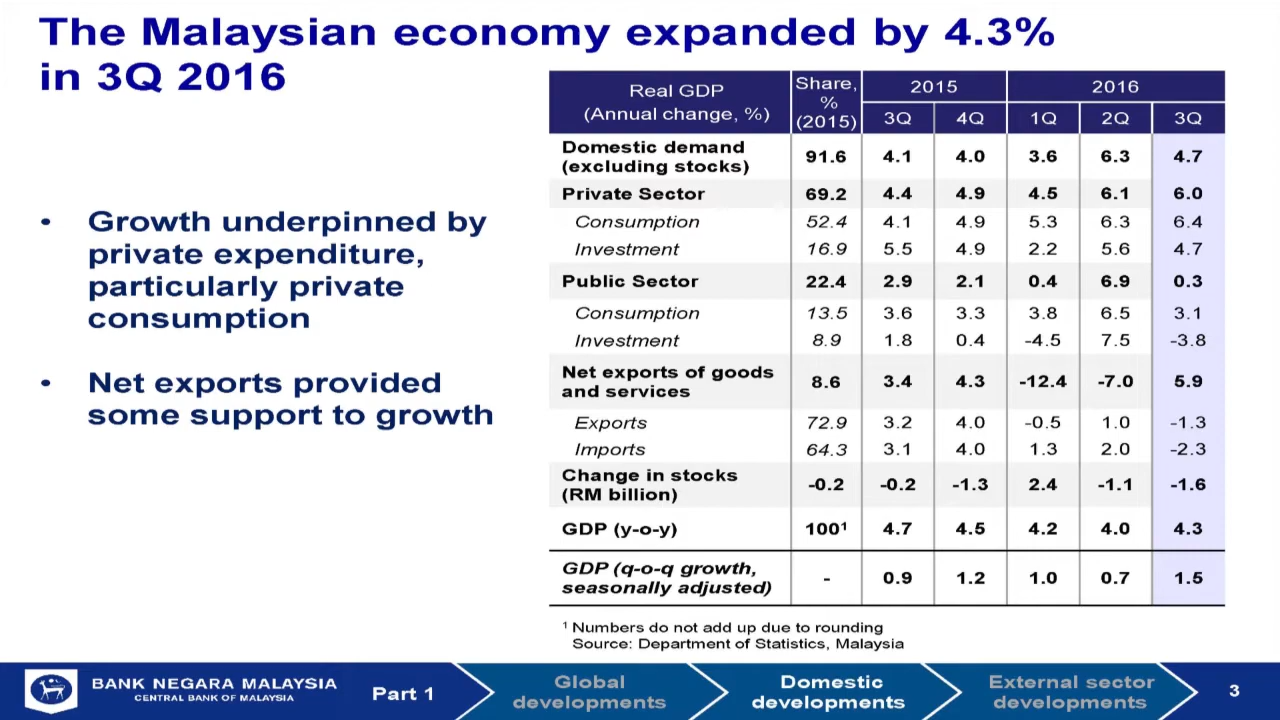 The Malaysian economy expanded by 4.3%
in 3Q 2016
• Growth underpinned by
private expenditure,
particularly private
consumption
• Net exports provided
some support to growth
Real GDP
(Annual change, %)
Share,
%
(2015)
2015
2016
3Q 4Q 1Q 2Q 3Q
Domestic demand
(excluding stocks) 91.6 4.1 4.0 3.6 6.3 4.7
Private Sector 69.2 4.4 4.9 4.5 6.1 6.0
Consumption 52.4 4.1 4.9 5.3 6.3 6.4
Investment 16.9 5.5 4.9 2.2 5.6 4.7
Public Sector 22.4 2.9 2.1 0.4 6.9 0.3
Consumption 13.5 3.6 3.3 3.8 6.5 3.1
Investment 8.9 1.8 0.4 -4.5 7.5 -3.8
Net exports of goods
and services 8.6 3.4 4.3 -12.4 -7.0 5.9
Exports 72.9 3.2 4.0 -0.5 1.0 -1.3
Imports 64.3 3.1 4.0 1.3 2.0 -2.3
Change in stocks
(RM billion) -0.2 -0.2 -1.3 2.4 -1.1 -1.6
GDP (y-o-y) 100¹ 4.7 4.5 4.2 4.0 4.3
GDP (q-o-q growth,
seasonally adjusted) - 0.9 1.2 1.0 0.7 1.5
¹ Numbers do not add up due to rounding
Source: Department of Statistics, Malaysia
BANK NEGARA MALAYSIA
CENTRAL BANK OF MALAYSIA
Part 1
Global
developments
Domestic
developments
External sector
developments
3